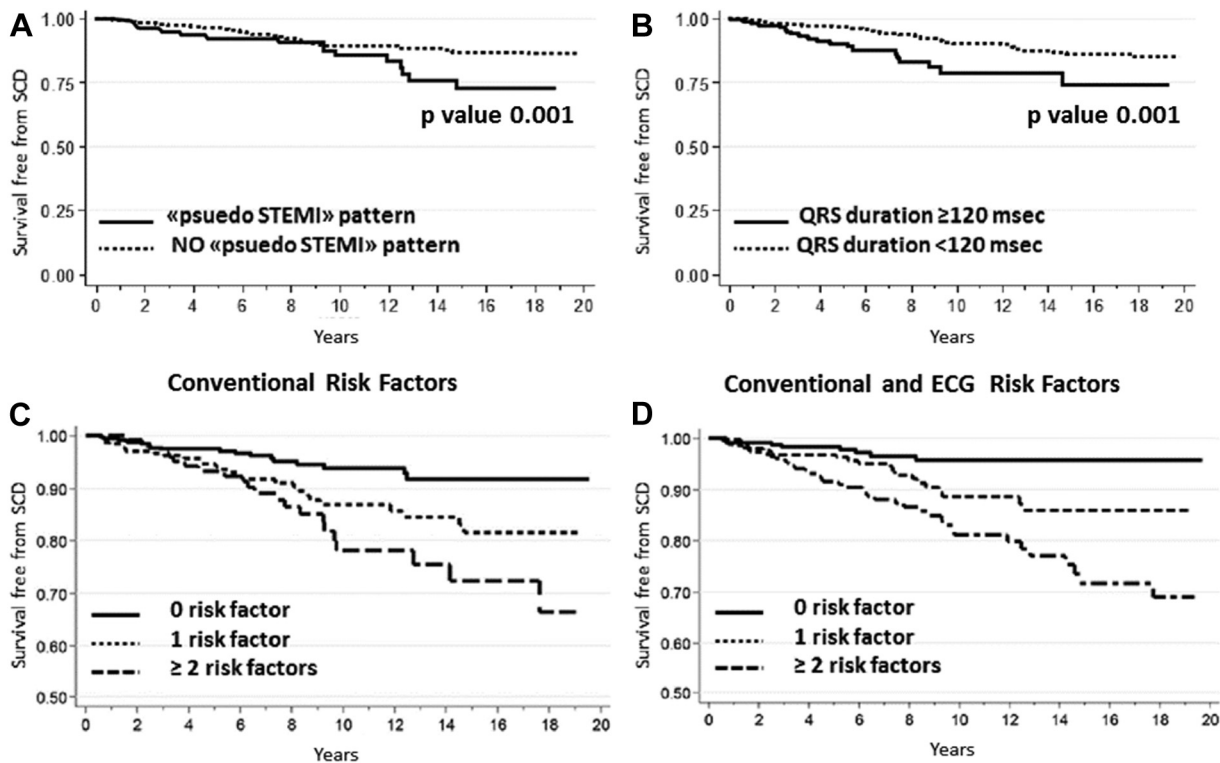 A
Survival free from SCD
1.00
0.75
0.50
0.25
0.00
p value 0.001
«psuedo STEMI» pattern
NO «psuedo STEMI» pattern
0 2 4 6 8 10 12 14 16 18 20
Years
B
Survival free from SCD
1.00
0.75
0.50
0.25
0.00
p value 0.001
QRS duration ≥120 msec
QRS duration <120 msec
0 2 4 6 8 10 12 14 16 18 20
Years
Conventional Risk Factors
C
Survival free from SCD
1.00
0.90
0.80
0.70
0.60
0.50
0 risk factor
1 risk factor
≥ 2 risk factors
0 2 4 6 8 10 12 14 16 18 20
Years
Conventional and ECG Risk Factors
D
Survival free from SCD
1.00
0.90
0.80
0.70
0.60
0.50
0 risk factor
1 risk factor
≥ 2 risk factors
0 2 4 6 8 10 12 14 16 18 20
Years